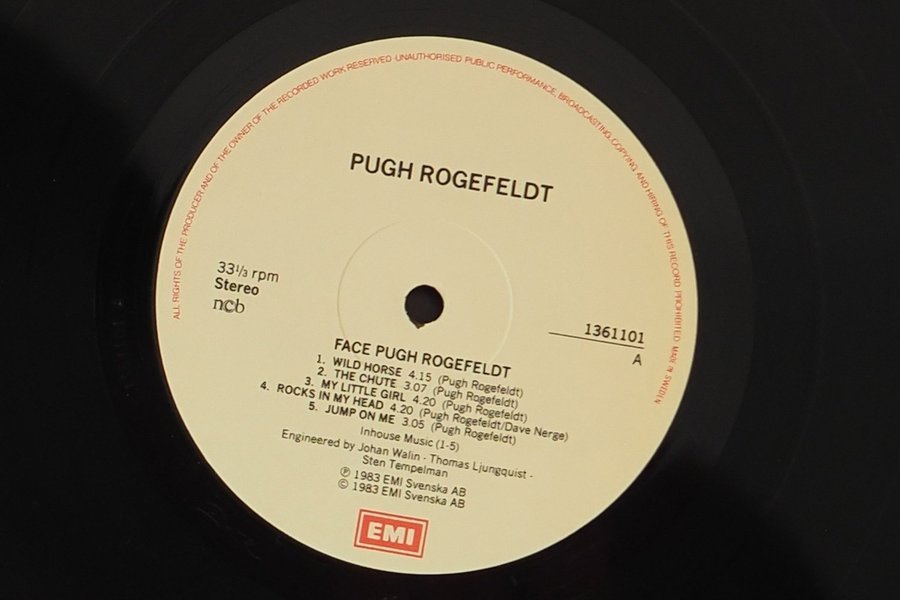 ALL RIGHTS OF THE PRODUCER AND OF THE OWNER OF THE RECORDED WORK RESERVED UNAUTHORISED PUBLIC PERFORMANCE, BROADCASTING, COPYING AND HIRING OF THIS RECORD PROHIBITED MADE IN SWEDEN
PUGH ROGEFELDT
33 1/3 rpm
Stereo
ncb
1361101
A
FACE PUGH ROGEFELDT
1. WILD HORSE 4.15 (Pugh Rogefeldt)
2. THE CHUTE 3.07 (Pugh Rogefeldt)
3. MY LITTLE GIRL 4.20 (Pugh Rogefeldt)
4. ROCKS IN MY HEAD 4.20 (Pugh Rogefeldt/Dave Nerge)
5. JUMP ON ME 3.05 (Pugh Rogefeldt)
Inhouse Music (1-5)
Engineered by Johan Walin - Thomas Ljungquist -
Sten Tempelman
℗ 1983 EMI Svenska AB
© 1983 EMI Svenska AB
EMI